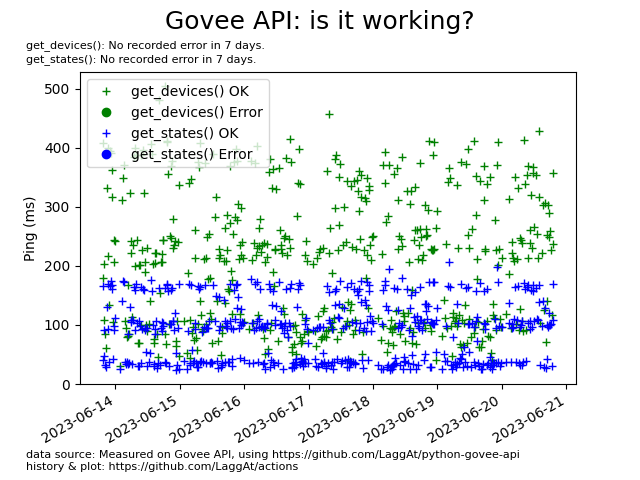 Govee API: is it working?
get_devices(): No recorded error in 7 days.
get_states(): No recorded error in 7 days.
get_devices() OK
get_devices() Error
get_states() OK
get_states() Error
Ping (ms)
500
400
300
200
100
0
2023-06-14
2023-06-15
2023-06-16
2023-06-17
2023-06-18
2023-06-19
2023-06-20
2023-06-21
data source: Measured on Govee API, using https://github.com/LaggAt/python-govee-api
history & plot: https://github.com/LaggAt/actions